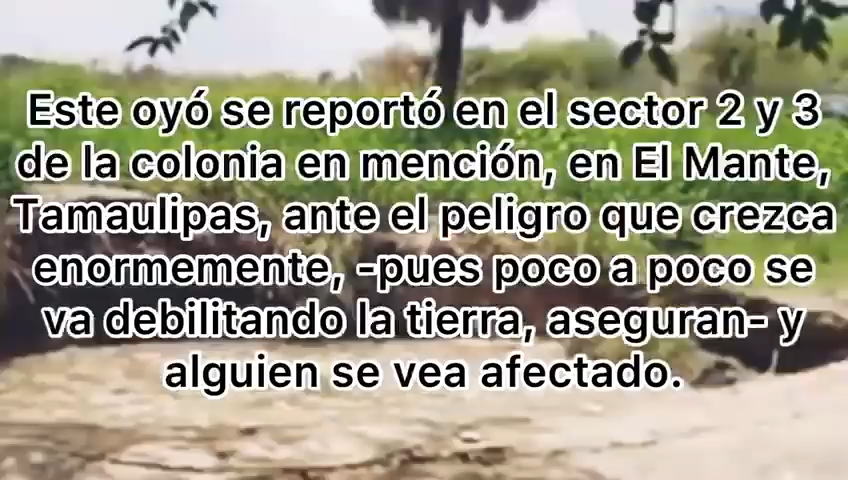 Este oyó se reportó en el sector 2 y 3
de la colonia en mención, en El Mante,
Tamaulipas, ante el peligro que crezca
enormemente, -pues poco a poco se
va debilitando la tierra, aseguran- y
alguien se vea afectado.